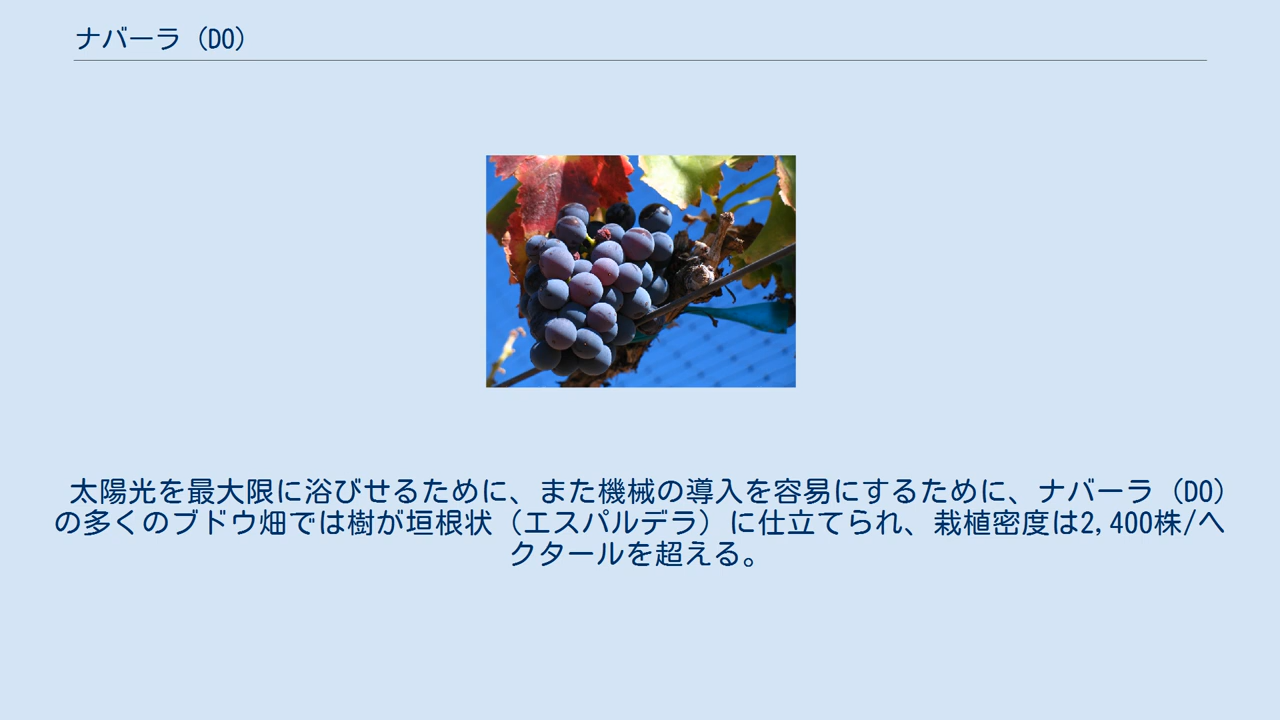 ナバーラ (DO)
太陽光を最大限に浴びせるために、また機械の導入を容易にするために、ナバーラ (DO)
の多くのブドウ畑では樹が垣根状（エスパルデラ）に仕立てられ、栽植密度は2,400株/ヘ
クタールを超える。